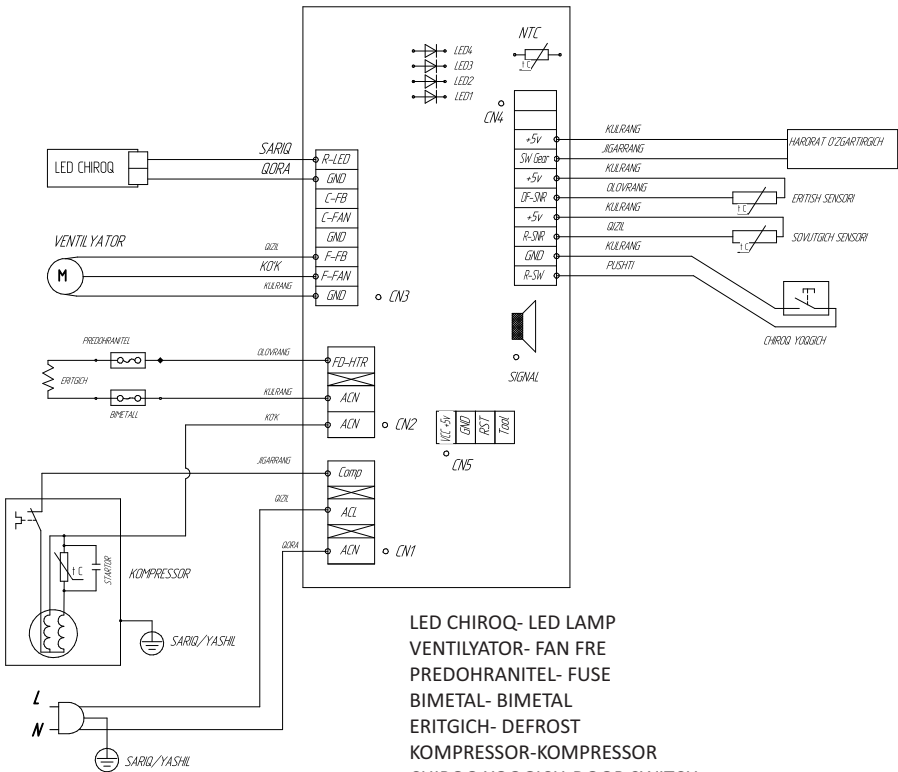 NTC
t C
LED4
LED3
LED2
LED1
CN4
+5v
SW Gear
+5v
DF-SNR
+5v
R-SNR
GND
R-SW
KULRANG
JIGARRANG
KULRANG
OLOVRANG
KULRANG
QIZIL
KULRANG
PUSHTI
HARORAT O'ZGARTIRGICH
t C
ERITISH SENSORI
t C
SOVUTGICH SENSORI
CHIROQ YOQGICH
LED CHIROQ
SARIQ
QORA
R-LED
GND
C-FB
C-FAN
GND
F-FB
F-FAN
GND
CN3
VENTILYATOR
M
QIZIL
KO'K
KULRANG
SIGNAL
PREDOHRANITEL
ERITGICH
BIMETALL
OLOVRANG
KULRANG
KO'K
FD-HTR
ACN
ACN
CN2
VCC +5v
GND
RST
Tool
CN5
JIGARRANG
QIZIL
QORA
Comp
ACL
ACN
CN1
t C
STARTOR
KOMPRESSOR
SARIQ/YASHIL
L
N
SARIQ/YASHIL
LED CHIROQ- LED LAMP
VENTILYATOR- FAN FRE
PREDOHRANITEL- FUSE
BIMETAL- BIMETAL
ERITGICH- DEFROST
KOMPRESSOR-KOMPRESSOR